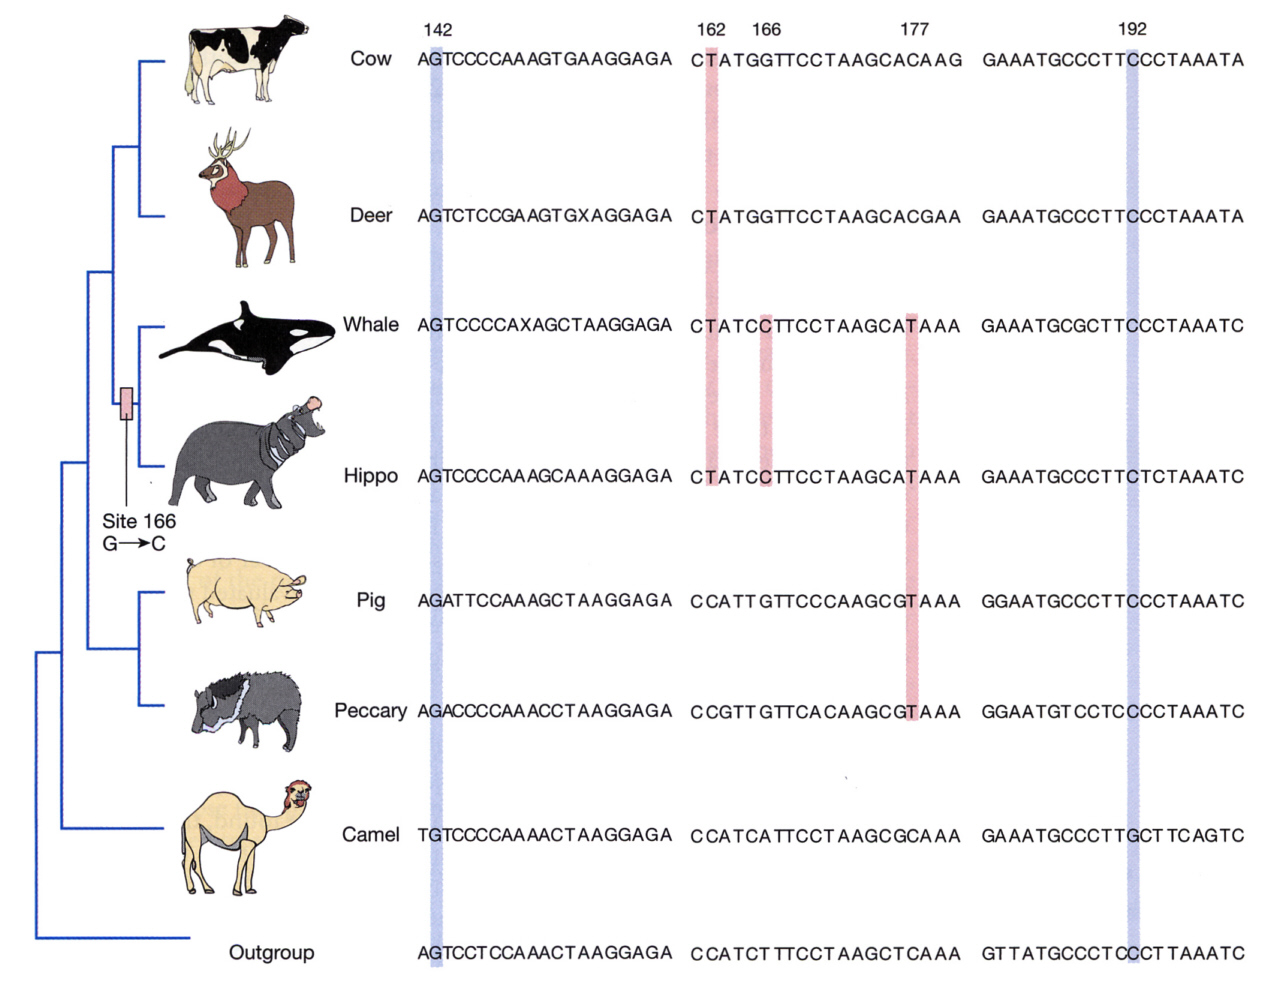 142 162 166 177 192
Cow AGTCCCCAAAGTGAAGGAGA CTATGGTTCCTAAGCACAAG GAAATGCCCTTCCCTAAATA
Deer AGTCTCCGAAGTGXAGGAGA CTATGGTTCCTAAGCACGAA GAAATGCCCTTCCCTAAATA
Whale AGTCCCCAXAGCTAAGGAGA CTATCCTTCCTAAGCATAAA GAAATGCGCTTCCCTAAATC
Hippo AGTCCCCAAAGCAAAGGAGA CTATCCTTCCTAAGCATAAA GAAATGCCCTTCTCTAAATC
Site 166
G→C
Pig AGATTCCAAAGCTAAGGAGA CCATTGTTCCCAAGCGTAAA GGAATGCCCTTCCCTAAATC
Peccary AGACCCCAAACCTAAGGAGA CCGTTGTTCACAAGCGTAAA GGAATGTCCTCCCCTAAATC
Camel TGTCCCCAAAACTAAGGAGA CCATCATTCCTAAGCGCAAA GAAATGCCCTTGCTTCAGTC
Outgroup AGTCCTCCAAACTAAGGAGA CCATCTTTCCTAAGCTCAAA GTTATGCCCTCCCTTAAATC